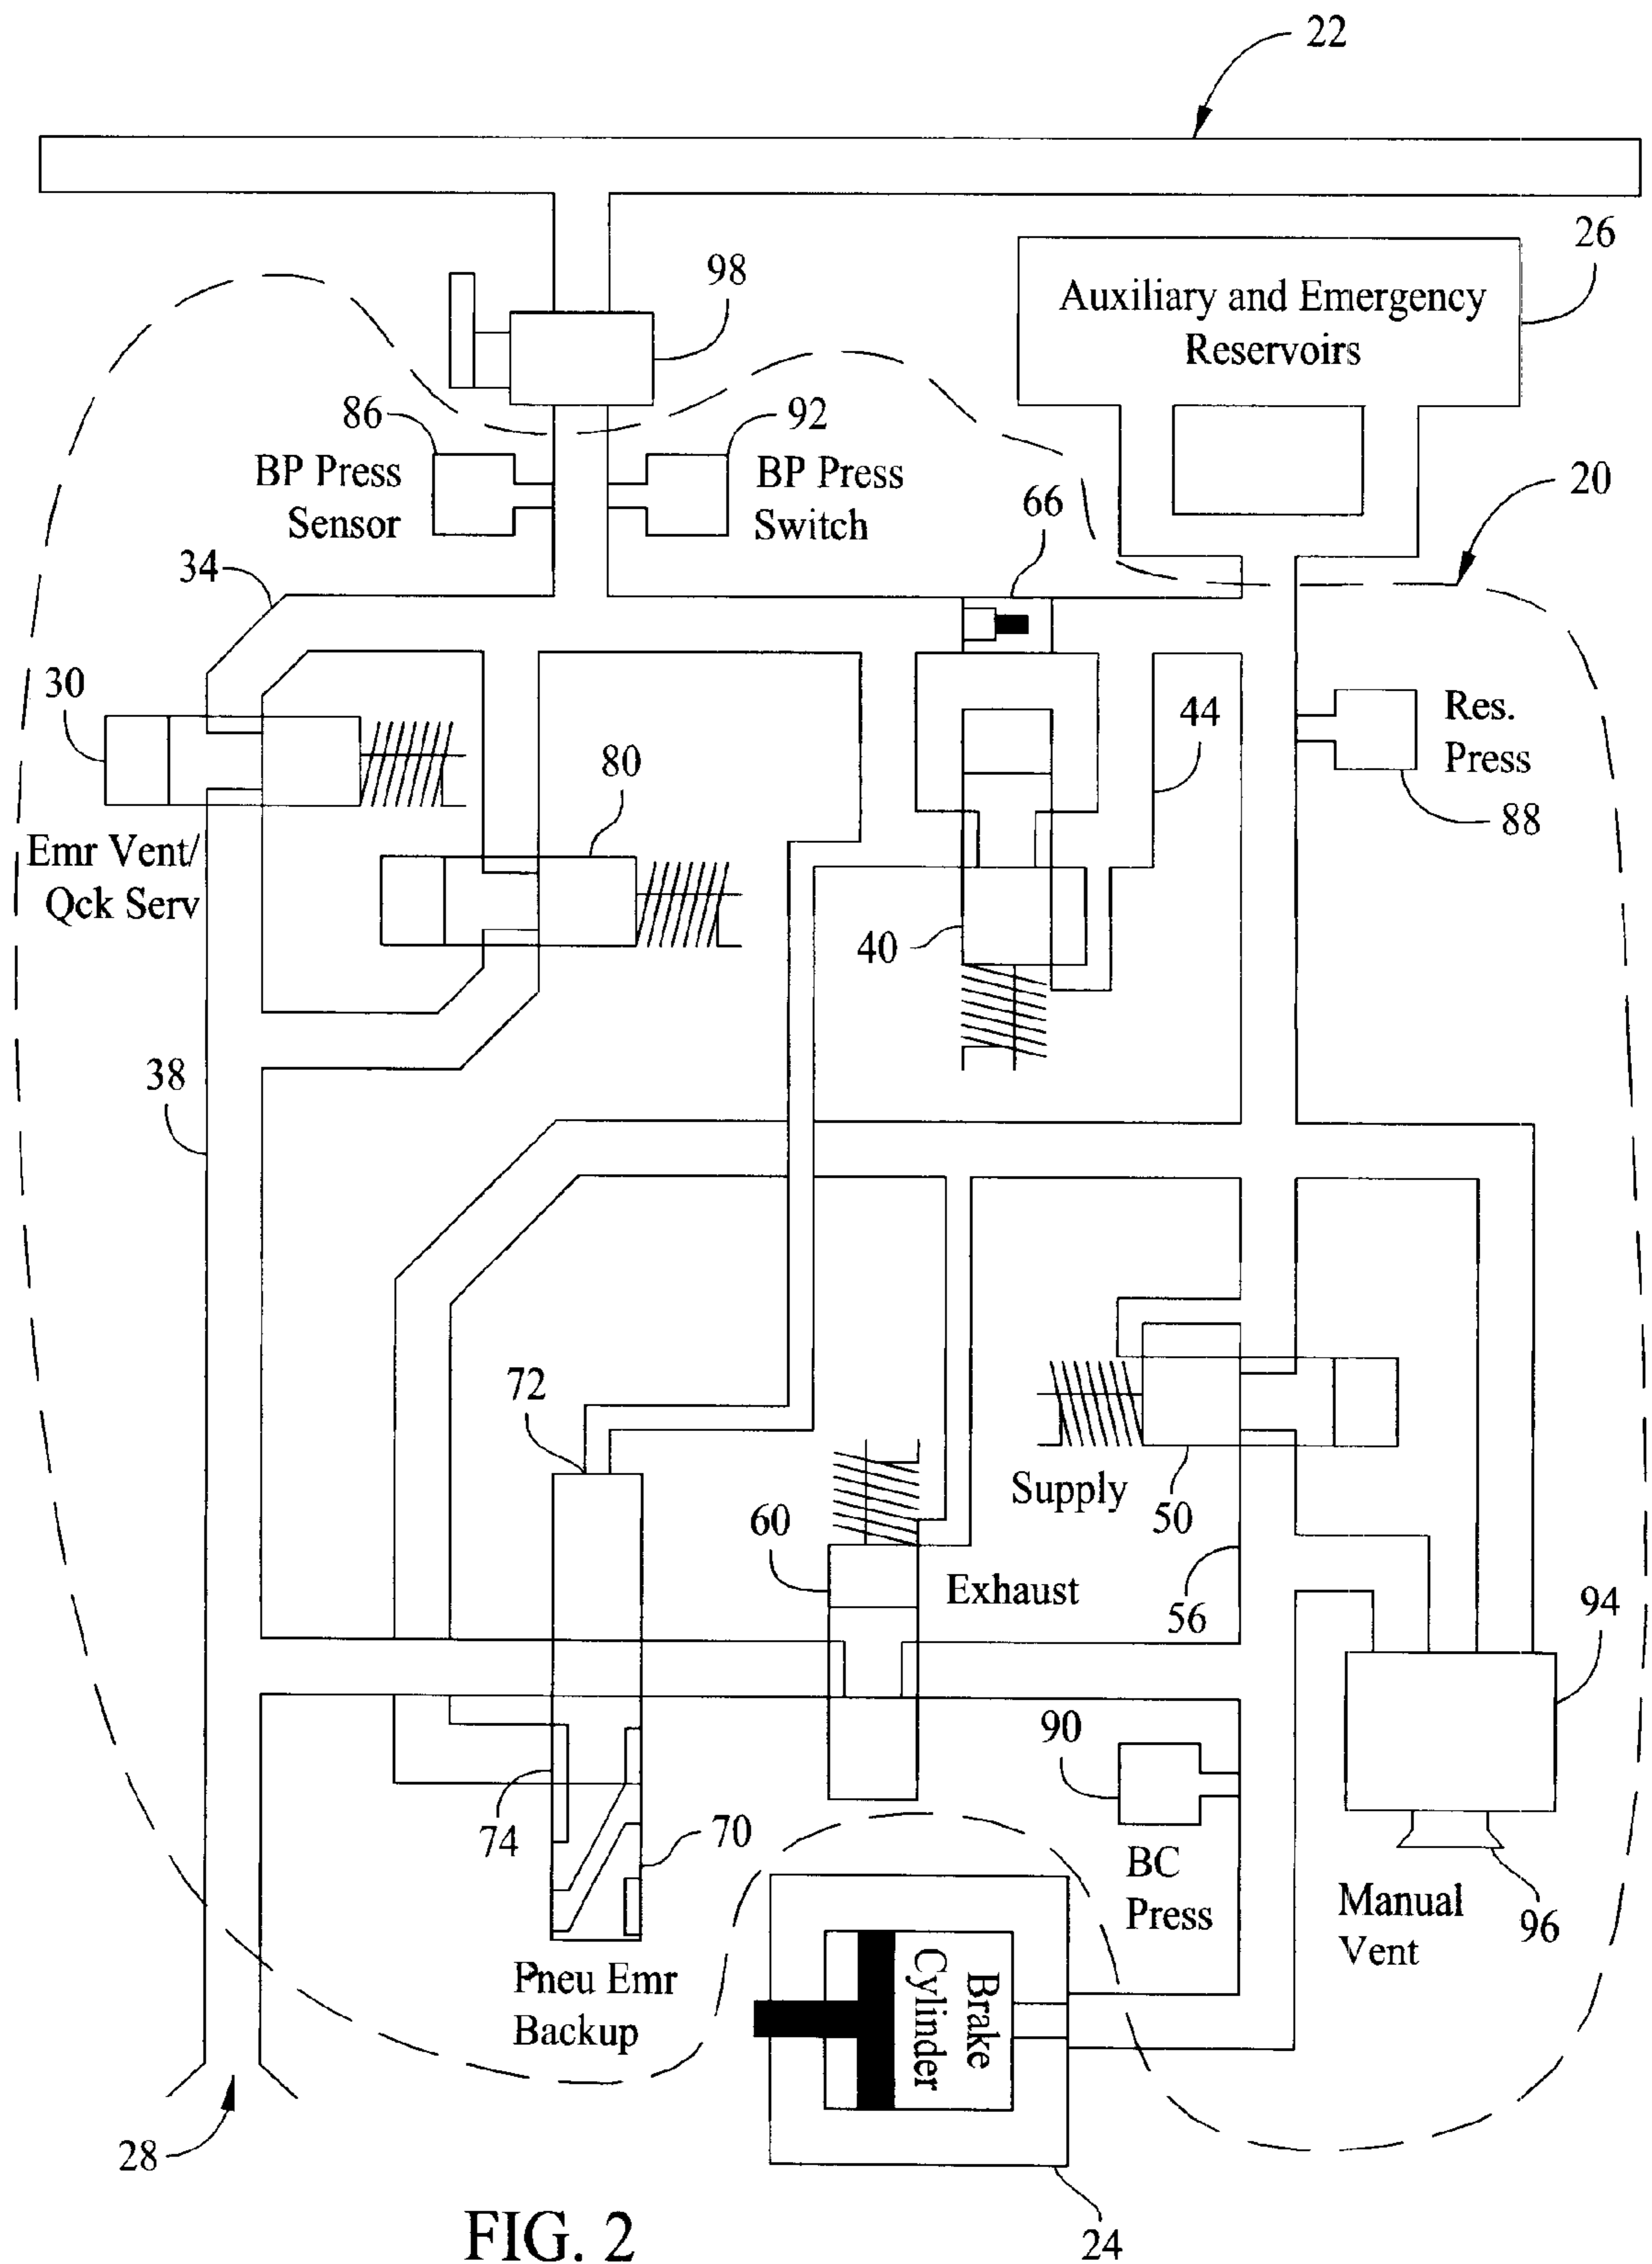 22
26
Auxiliary and Emergency
Reservoirs
98
86
92
BP Press
Sensor
BP Press
Switch
66
20
34
30
44
Res.
Press
80
88
Emr Vent/
Qck Serv
40
38
72
Supply
50
60
Exhaust
56
94
90
74
70
BC
Press
Manual
Vent
96
Pneu Emr
Backup
Brake
Cylinder
28
24
FIG. 2